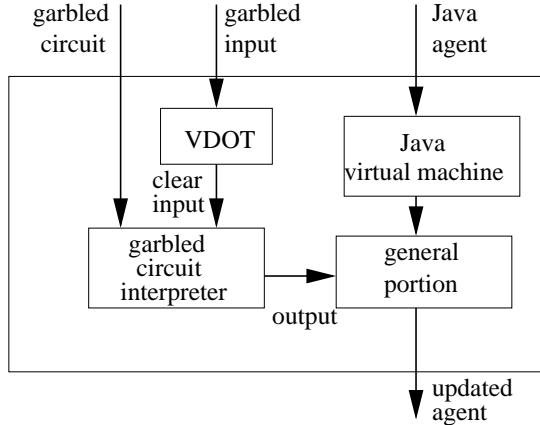 garbled
circuit
garbled
input
Java
agent
VDOT
Java
virtual machine
clear
input
garbled
circuit
interpreter
general
portion
output
updated
agent